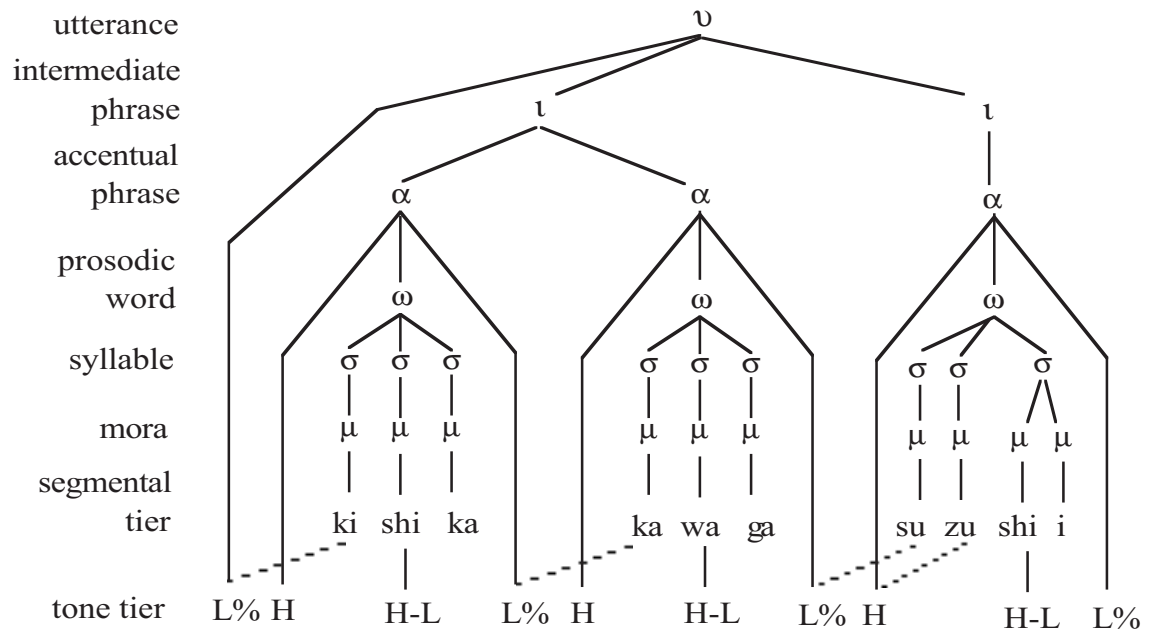 utterance υ
intermediate
phrase ι ι
accentual
phrase α α α
prosodic
word ω ω ω
syllable σ σ σ σ σ σ σ σ σ
mora μ μ μ μ μ μ μ μ μ μ
segmental
tier ki shi ka ka wa ga su zu shi i
tone tier L% H H-L L% H H-L L% H H-L L%